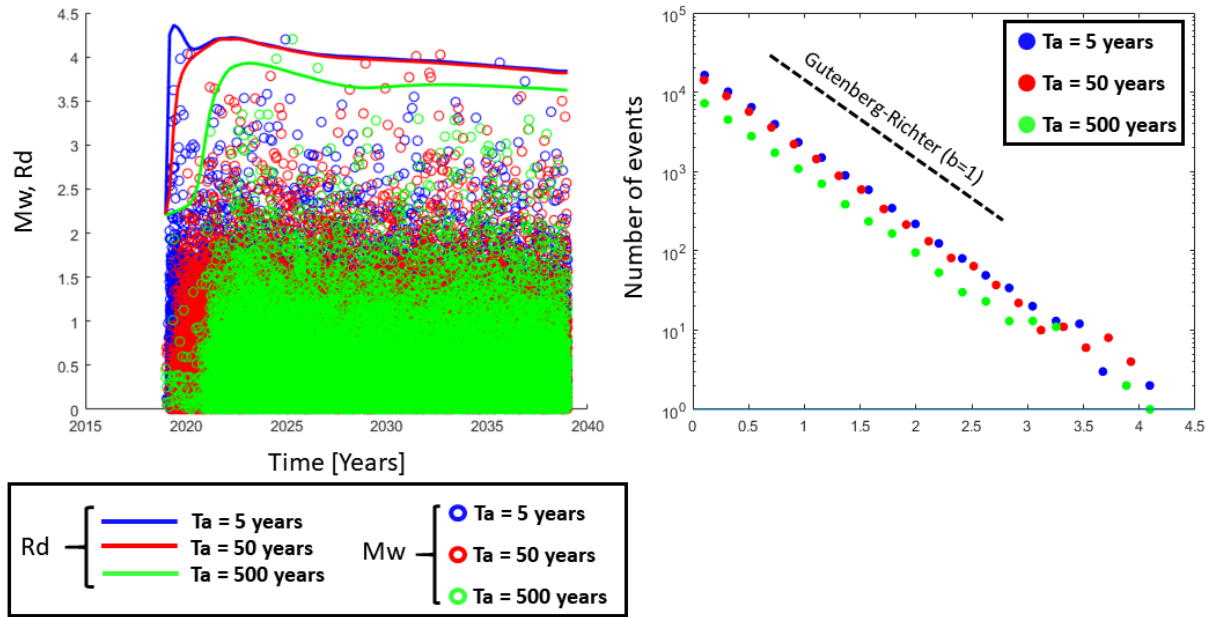 Mw, Rd
4.5
4
3.5
3
2.5
2
1.5
1
0.5
0
2015 2020 2025 2030 2035 2040
Time [Years]
Rd
Ta = 5 years
Ta = 50 years
Ta = 500 years
Mw
Ta = 5 years
Ta = 50 years
Ta = 500 years
Number of events
10^5
10^4
10^3
10^2
10^1
10^0
0 0.5 1 1.5 2 2.5 3 3.5 4 4.5
Gutenberg-Richter (b=1)
Ta = 5 years
Ta = 50 years
Ta = 500 years